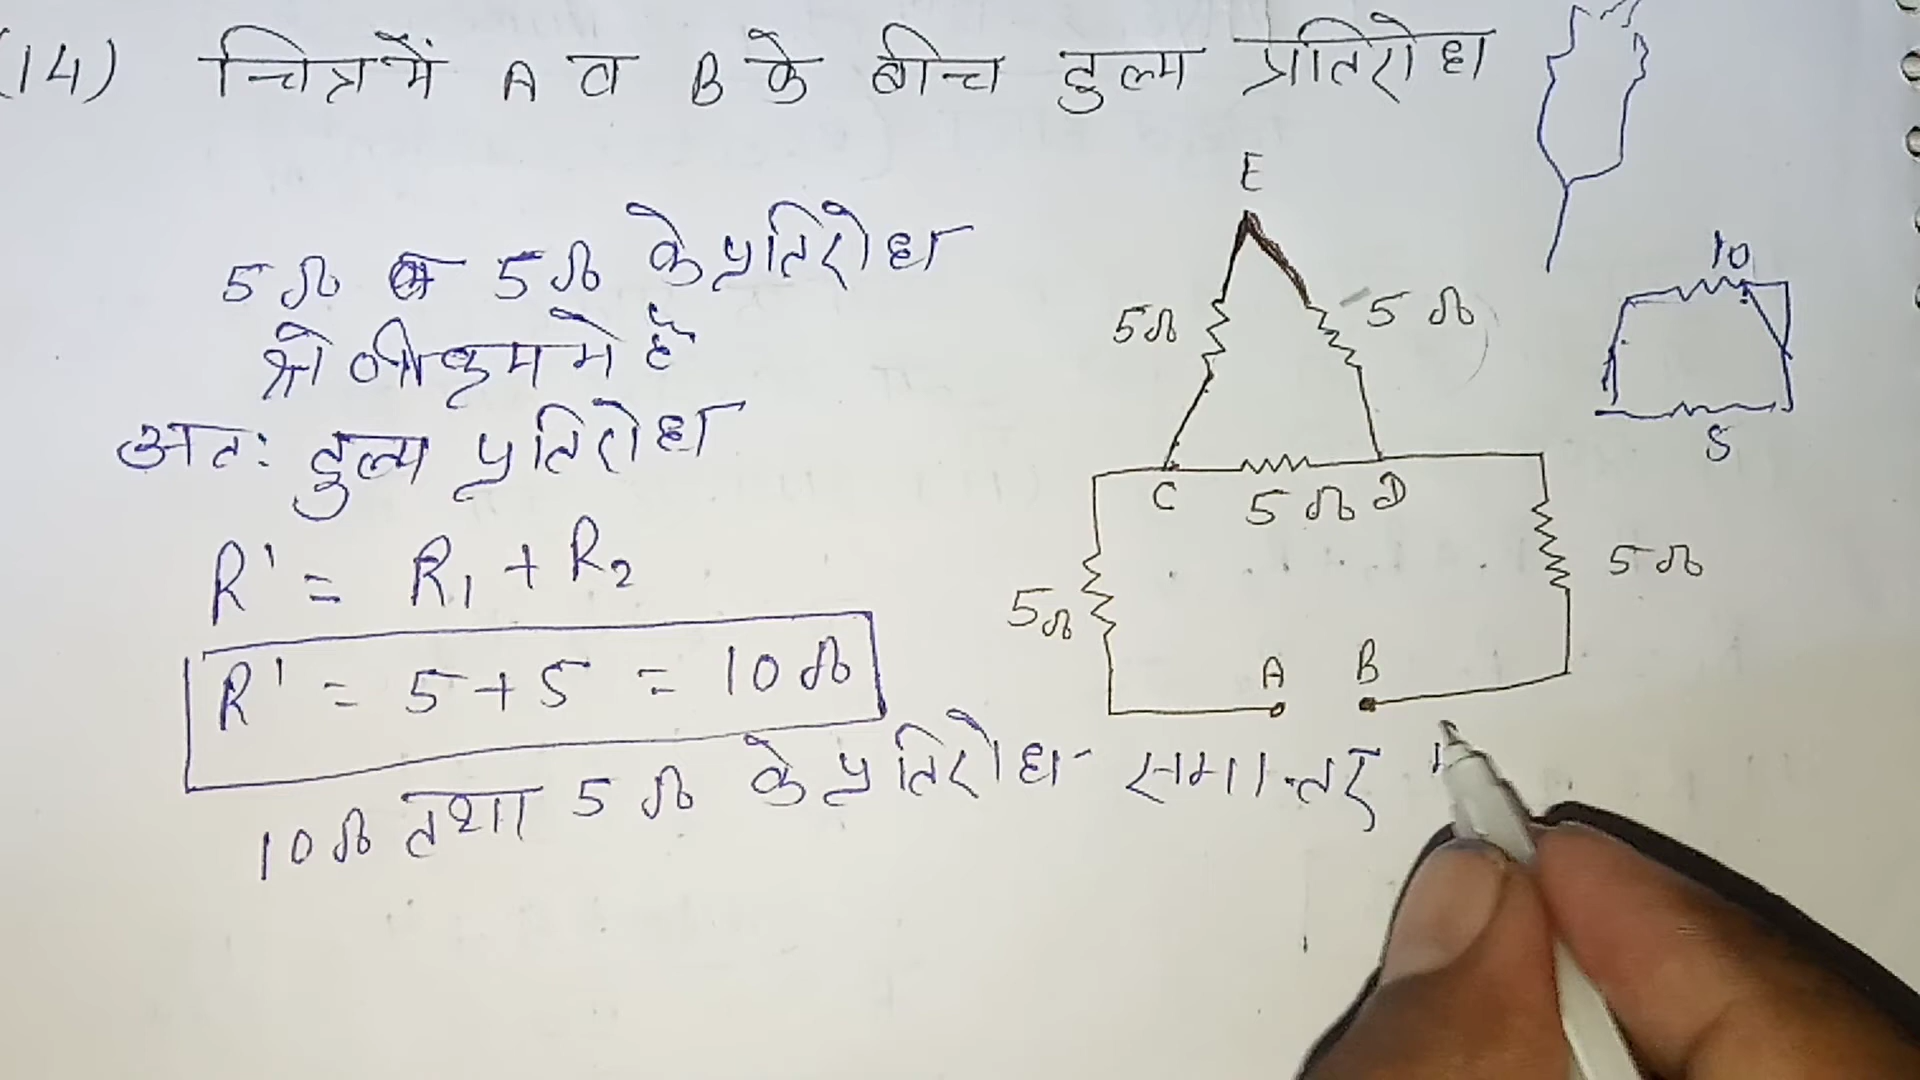 (14) चित्र में A व B के बीच तुल्य प्रतिरोध
5Ω व 5Ω के प्रतिरोध
श्रेणीक्रम मे हैं
अतः तुल्य प्रतिरोध
R' = R₁ + R₂
R' = 5 + 5 = 10Ω
10Ω तथा 5Ω के प्रतिरोध समान्तर
E
5Ω
5Ω
C
5Ω
D
5Ω
5Ω
A
B
10
5